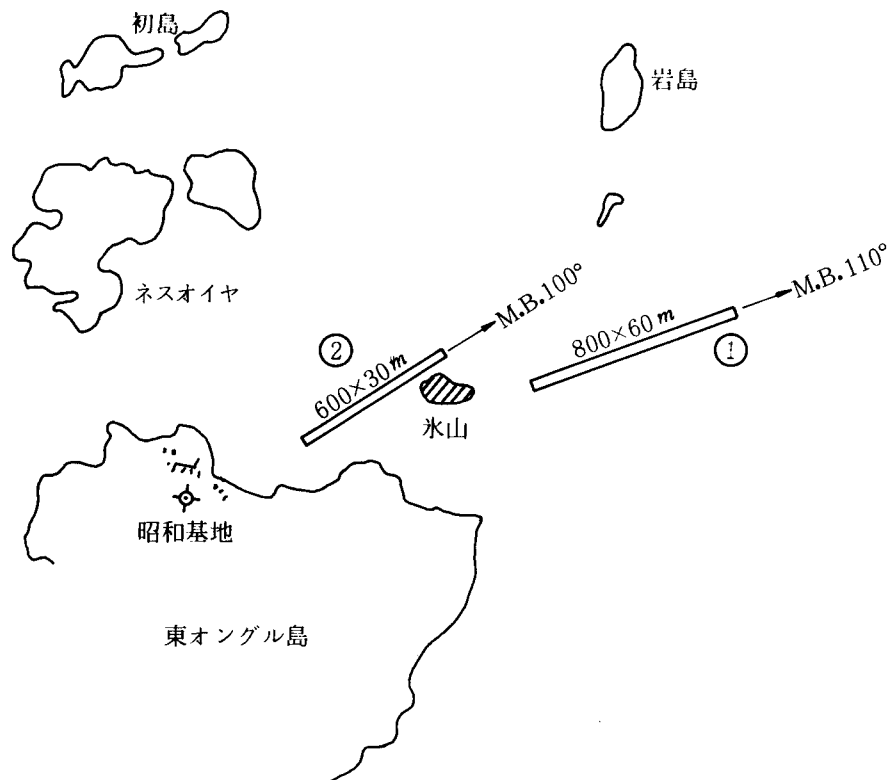 初島
岩島
ネスオイヤ
M.B.100°
M.B.110°
②
600×30m
800×60m
①
氷山
昭和基地
東オングル島